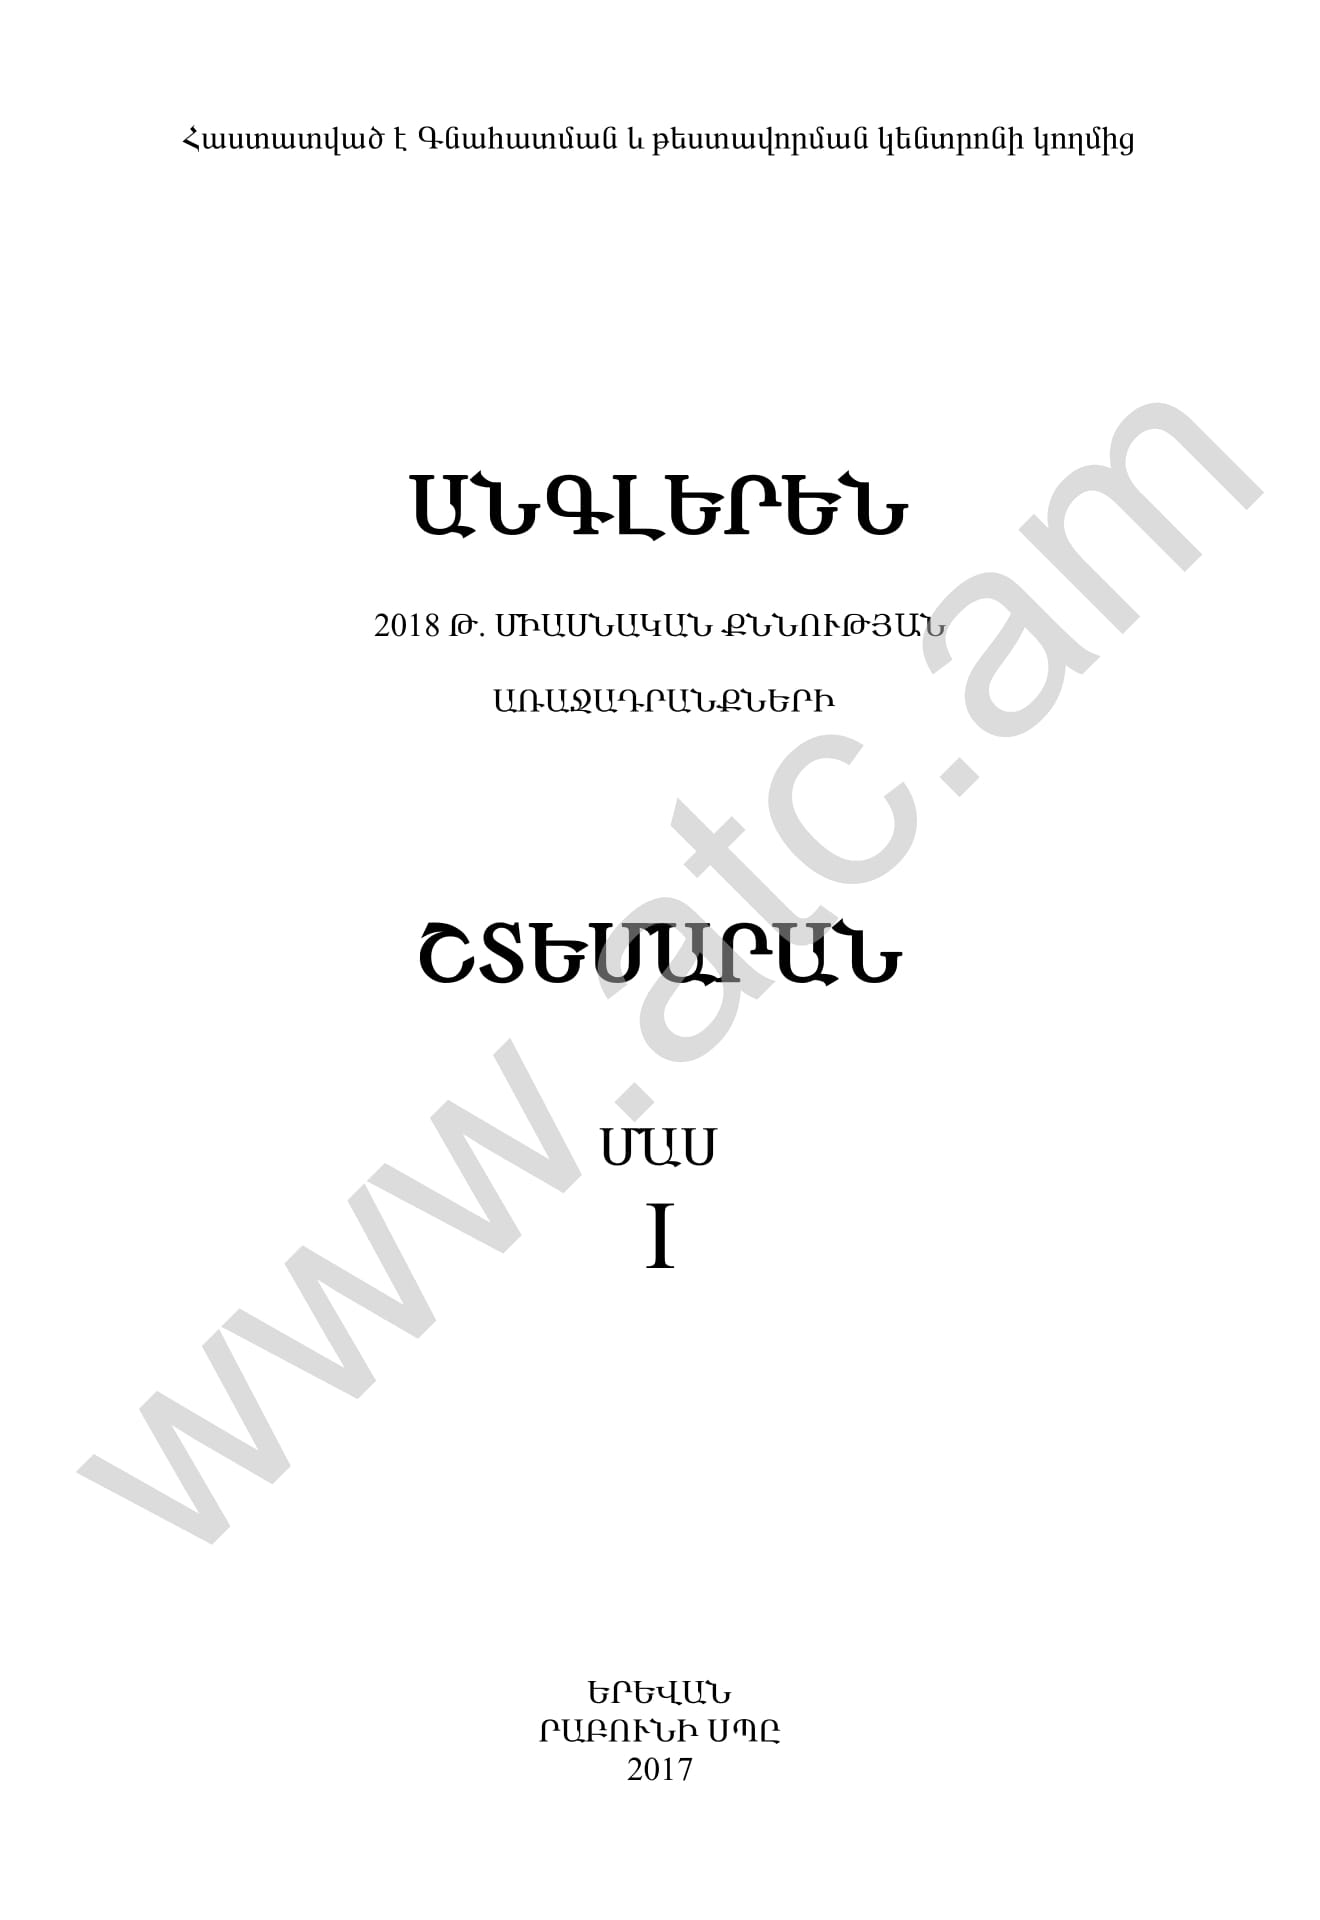 Հաստատված է Գնահատման և թեստավորման կենտրոնի կողմից
ԱՆԳԼԵՐԵՆ
2018 Թ. ՄԻԱՍՆԱԿԱՆ ՔՆՆՈՒԹՅԱՆ
ԱՌԱՋԱԴՐԱՆՔՆԵՐԻ
ՇՏԵՄԱՐԱՆ
ՄԱՍ
I
www.atc.am
ԵՐԵՎԱՆ
ՐԱԲՈՒՆԻ ՍՊԸ
2017